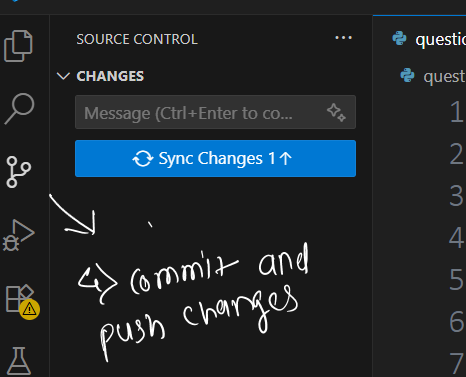 SOURCE CONTROL ...
questio
CHANGES
quest
Message (Ctrl+Enter to co...
Sync Changes 1↑
1
2
3
4
5
6
7
commit and
push changes